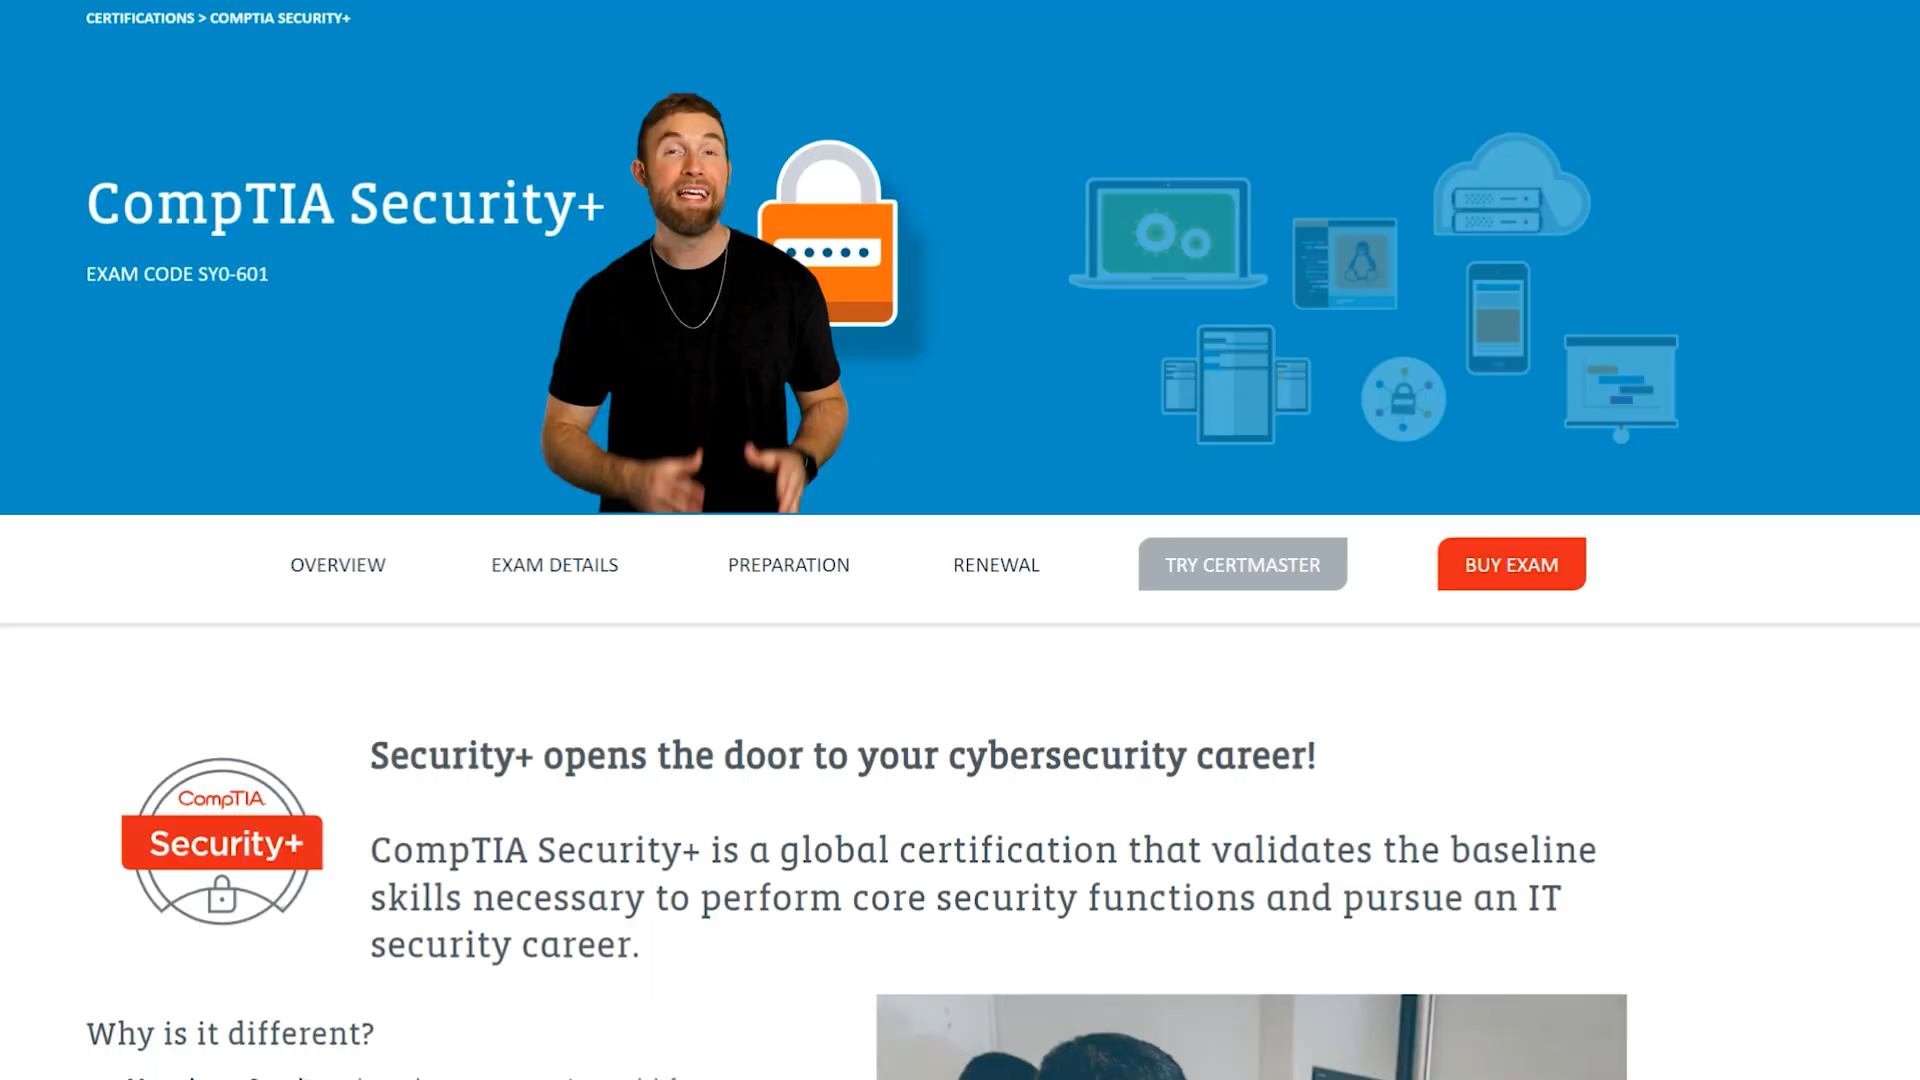 CERTIFICATIONS > COMPTIA SECURITY+
CompTIA Security+
EXAM CODE SY0-601
OVERVIEW
EXAM DETAILS
PREPARATION
RENEWAL
TRY CERTMASTER
BUY EXAM
CompTIA
Security+
Security+ opens the door to your cybersecurity career!
CompTIA Security+ is a global certification that validates the baseline
skills necessary to perform core security functions and pursue an IT
security career.
Why is it different?